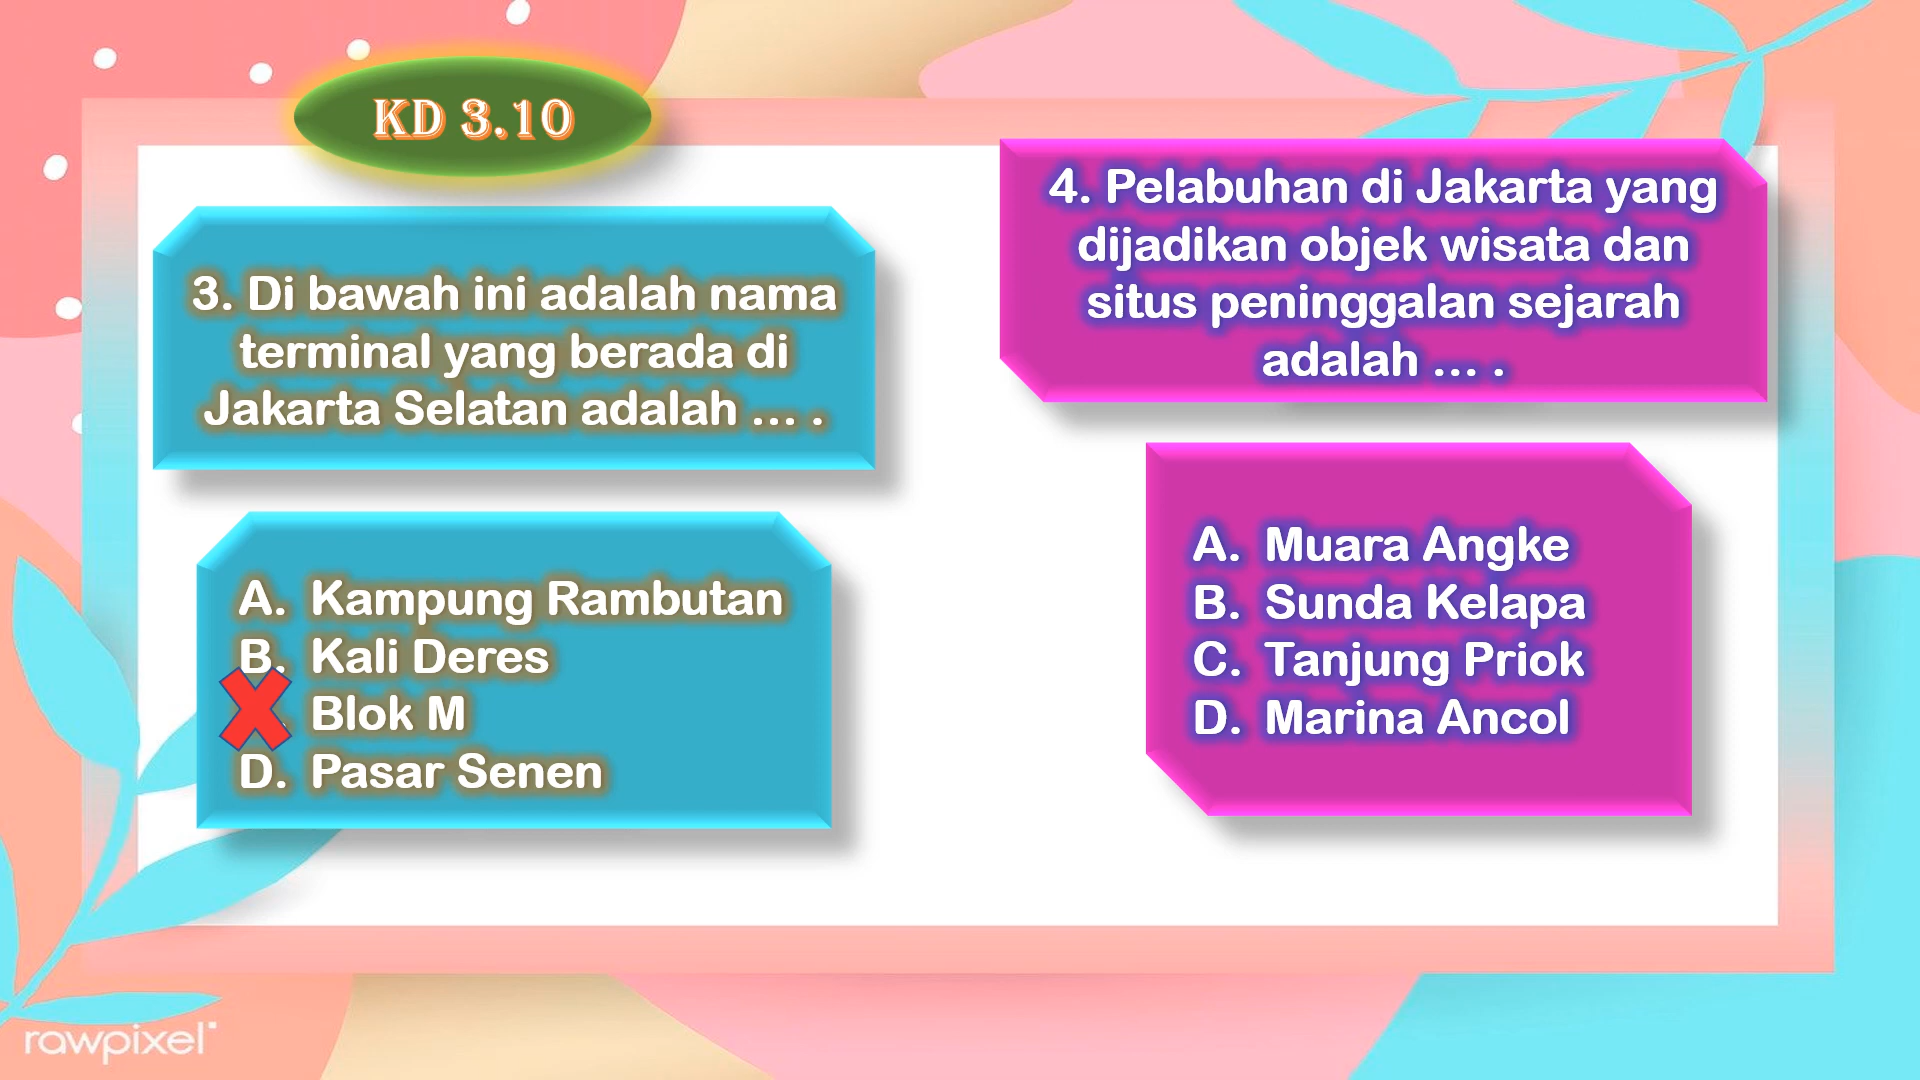 KD 3.10
3. Di bawah ini adalah nama
terminal yang berada di
Jakarta Selatan adalah ... .
A. Kampung Rambutan
B. Kali Deres
Blok M
D. Pasar Senen
4. Pelabuhan di Jakarta yang
dijadikan objek wisata dan
situs peninggalan sejarah
adalah ... .
A. Muara Angke
B. Sunda Kelapa
C. Tanjung Priok
D. Marina Ancol
rawpixel